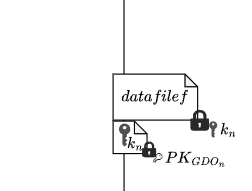 datafilef
k_n
k_n
PK_{GDO_n}